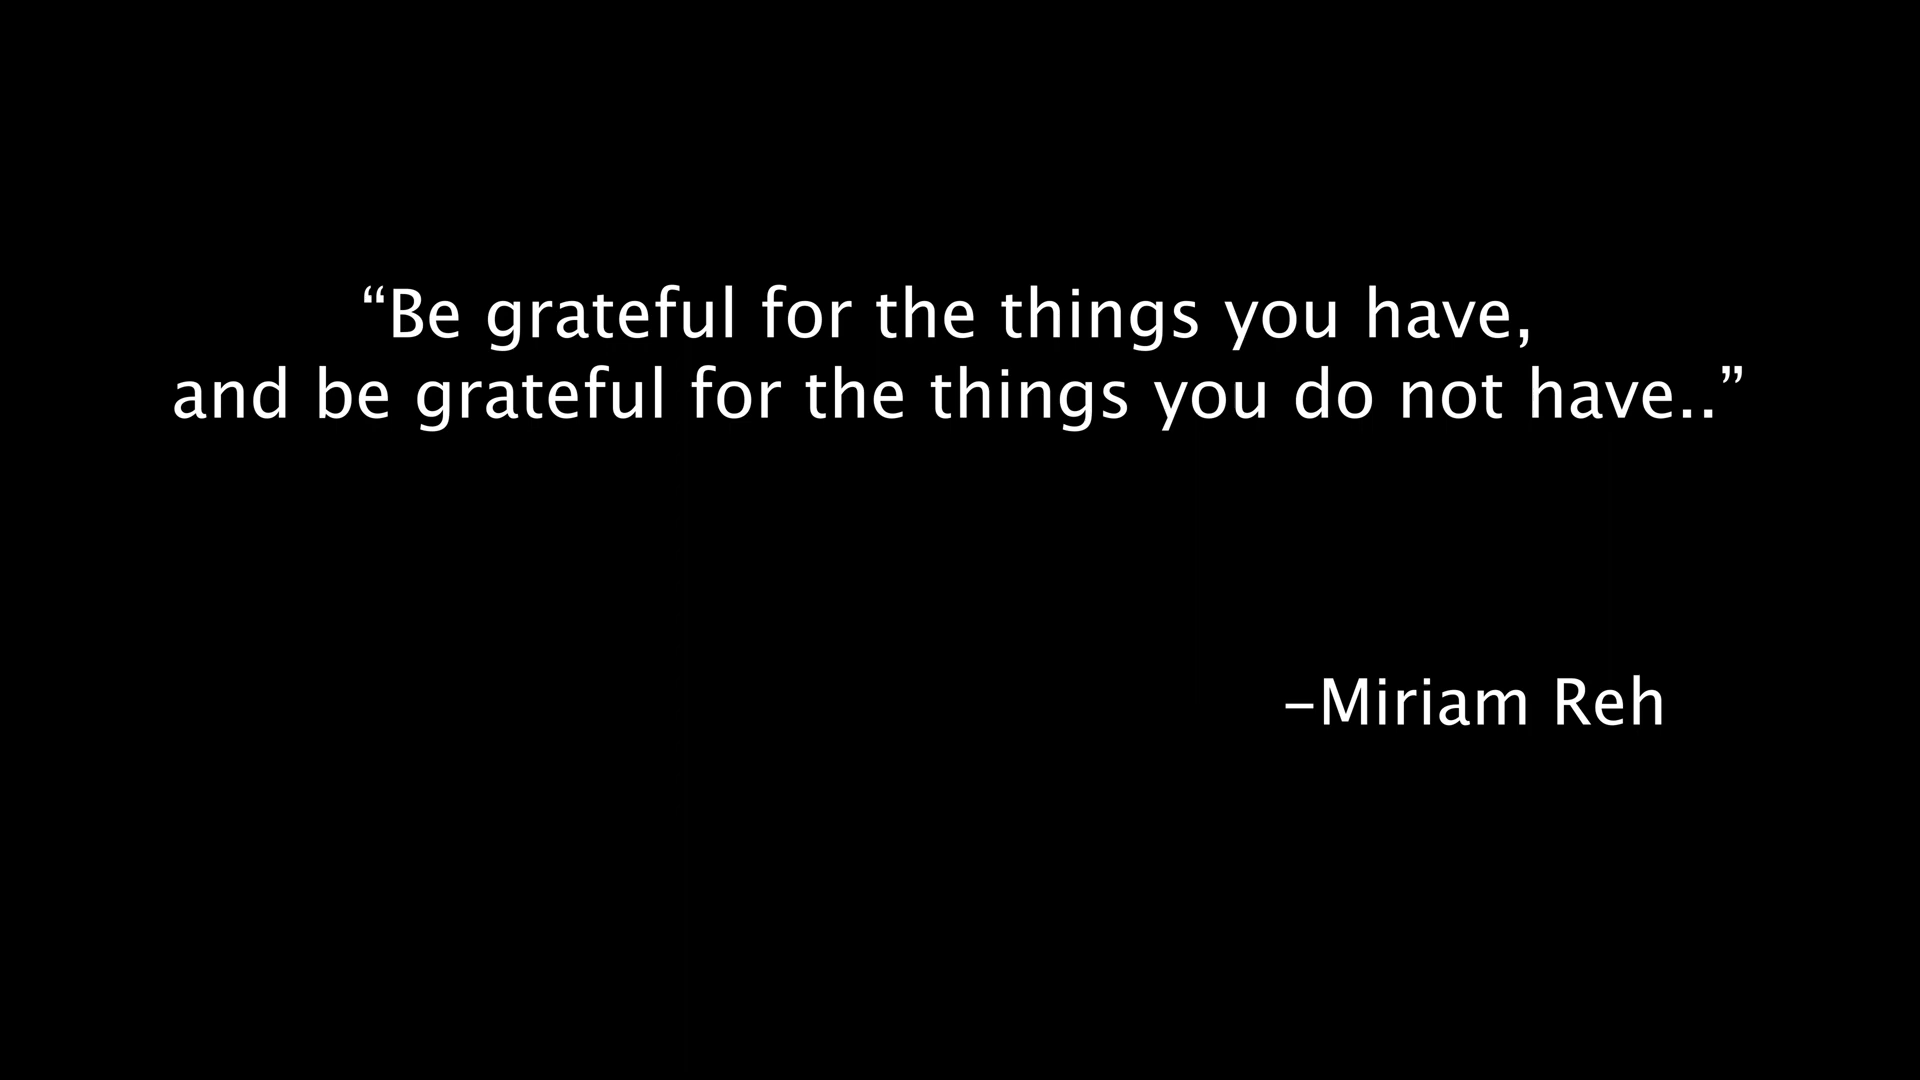 “Be grateful for the things you have,
and be grateful for the things you do not have..”
–Miriam Reh